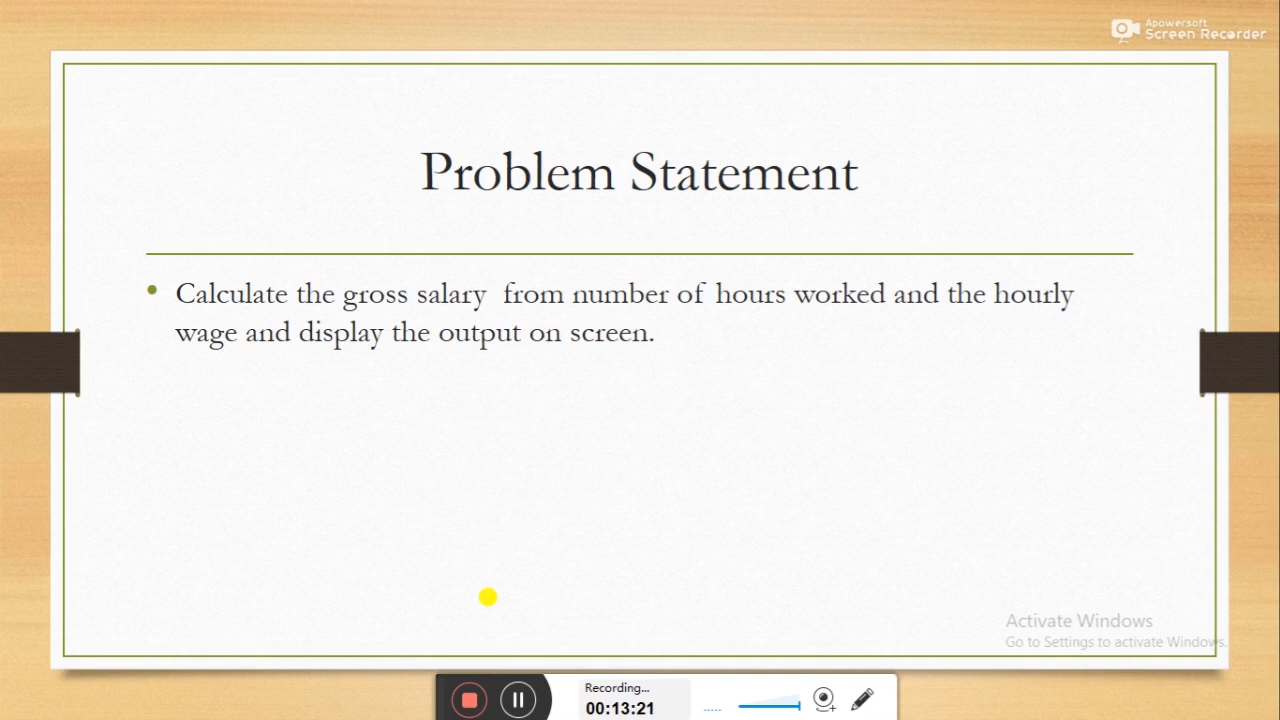 Apowersoft
Screen Recorder
Problem Statement
• Calculate the gross salary  from number of hours worked and the hourly
wage and display the output on screen.
Activate Windows
Go to Settings to activate Windows.
Recording...
00:13:21